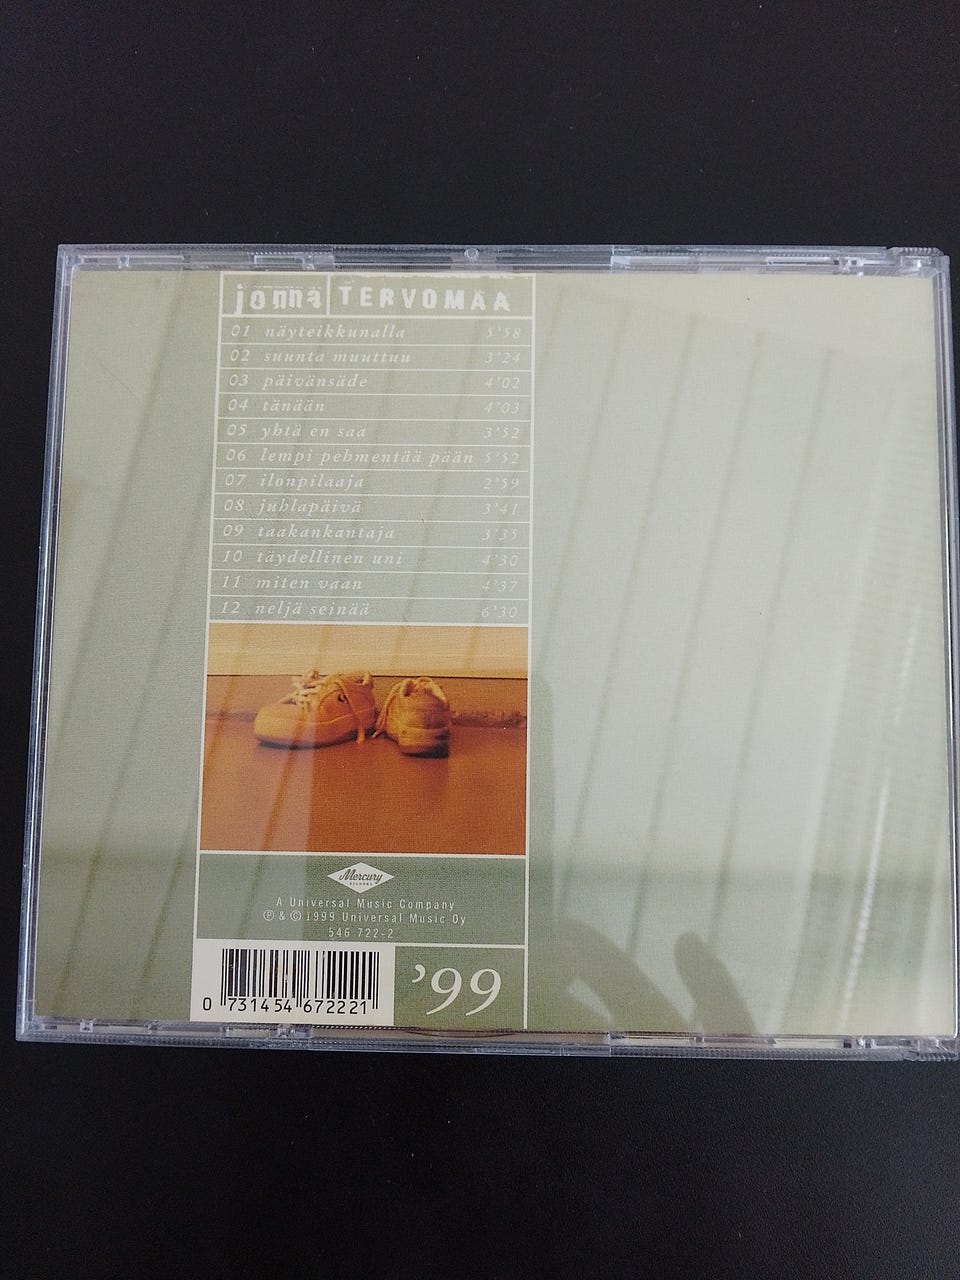 jonna TERVOMAA
01 näyteikkunalla 5'58
02 suunta muuttuu 3'24
03 päivänsäde 4'02
04 tänään 4'03
05 yhtä en saa 3'52
06 lempi pehmentää pään 5'52
07 ilonpilaaja 2'59
08 juhlapäivä 3'41
09 taakankantaja 3'35
10 täydellinen uni 4'30
11 miten vaan 4'37
12 neljä seinää 6'30
Mercury
RECORDS
A Universal Music Company
℗ & © 1999 Universal Music Oy
546 722-2
0 731454 672221
'99